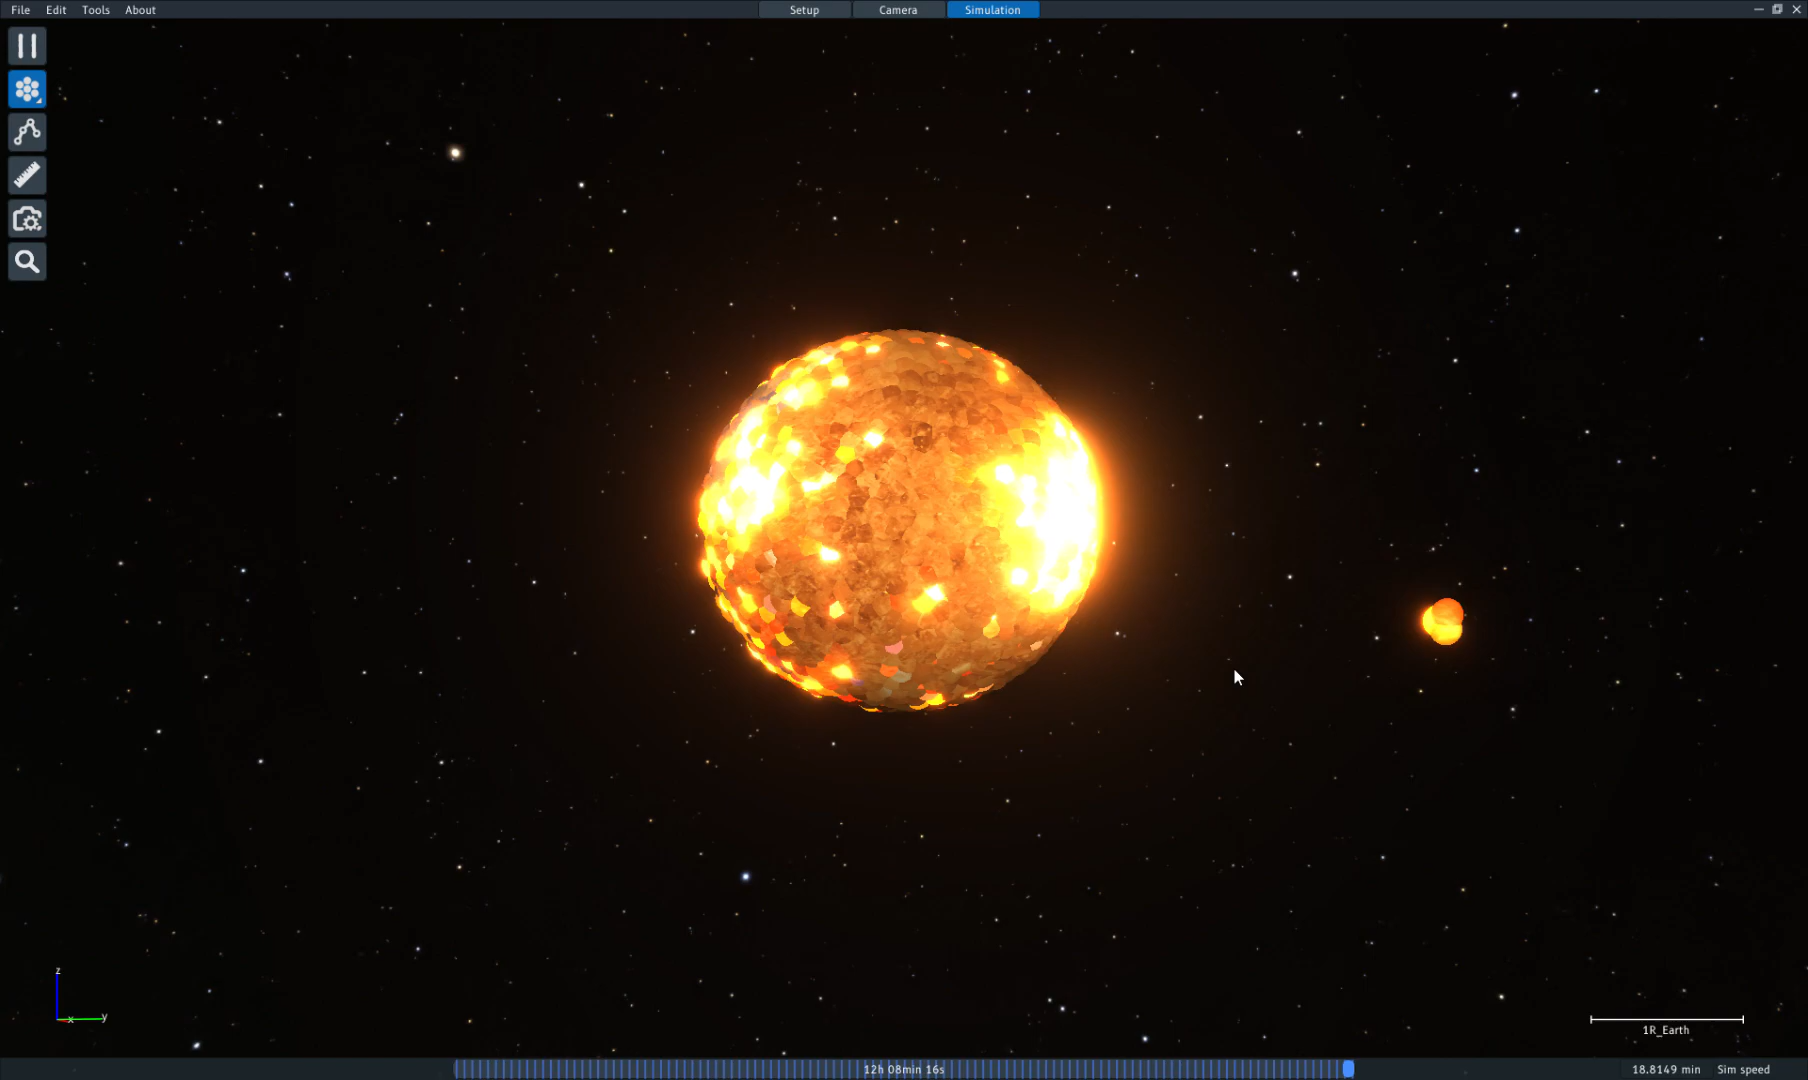 File Edit Tools About Setup Camera Simulation
z
x y
1R_Earth
12h 08min 16s 18.8149 min Sim speed